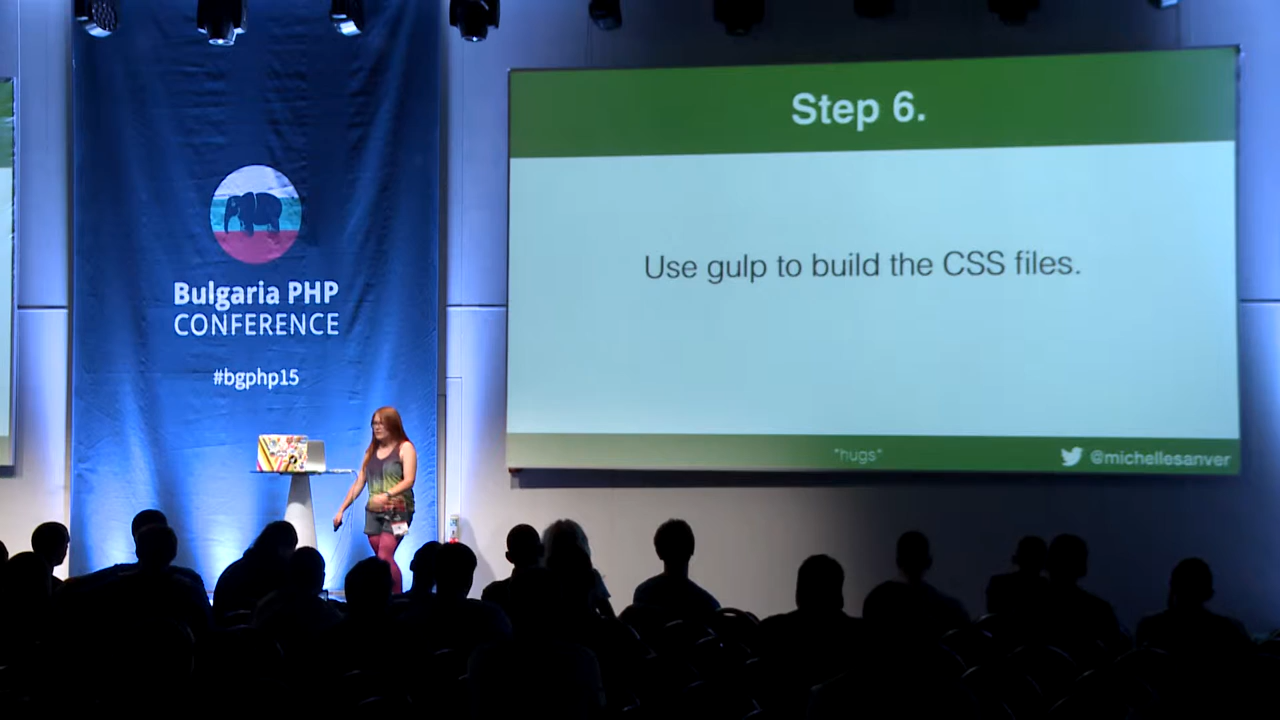 Bulgaria PHP
CONFERENCE
#bgphp15
Step 6.
Use gulp to build the CSS files.
*hugs*
@michellesanver